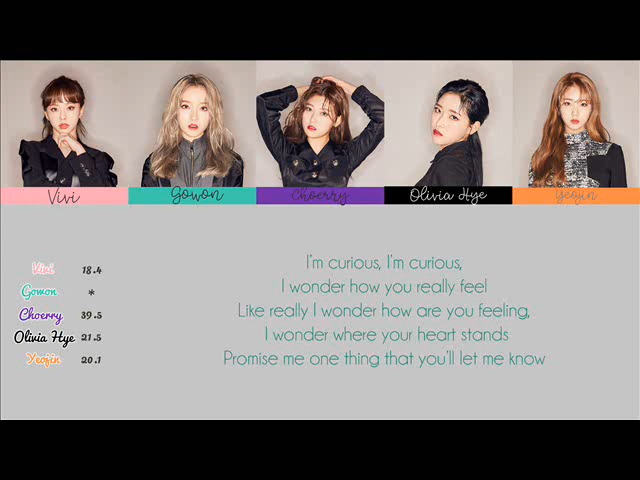 Vivi Gowon Choerry Olivia Hye Yeojin
Vivi 18.4
Gowon *
Choerry 39.5
Olivia Hye 21.5
Yeojin 20.1
I'm curious, I'm curious,
I wonder how you really feel
Like really I wonder how are you feeling,
I wonder where your heart stands
Promise me one thing that you'll let me know